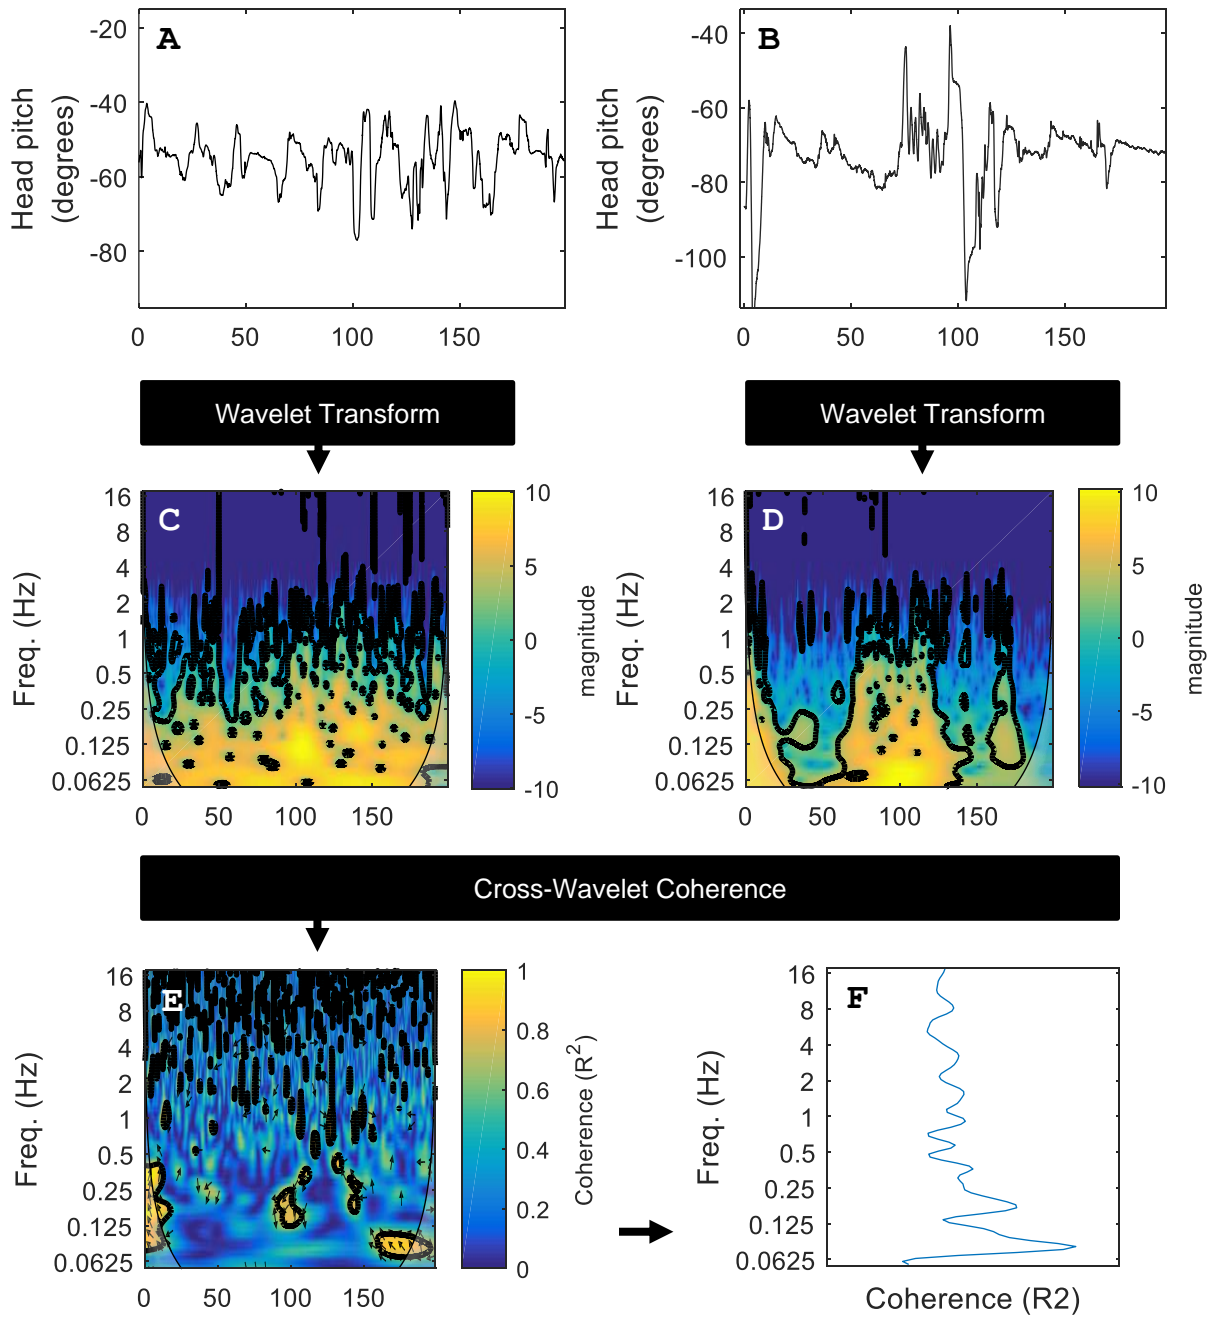 A
-20
-40
-60
-80
Head pitch
(degrees)
0 50 100 150
B
-40
-60
-80
-100
Head pitch
(degrees)
0 50 100 150
Wavelet Transform
Wavelet Transform
C
16
8
4
2
1
0.5
0.25
0.125
0.0625
Freq. (Hz)
0 50 100 150
10
5
0
-5
-10
magnitude
D
16
8
4
2
1
0.5
0.25
0.125
0.0625
Freq. (Hz)
0 50 100 150
10
5
0
-5
-10
magnitude
Cross-Wavelet Coherence
E
16
8
4
2
1
0.5
0.25
0.125
0.0625
Freq. (Hz)
0 50 100 150
1
0.8
0.6
0.4
0.2
0
Coherence (R²)
F
16
8
4
2
1
0.5
0.25
0.125
0.0625
Freq. (Hz)
Coherence (R2)